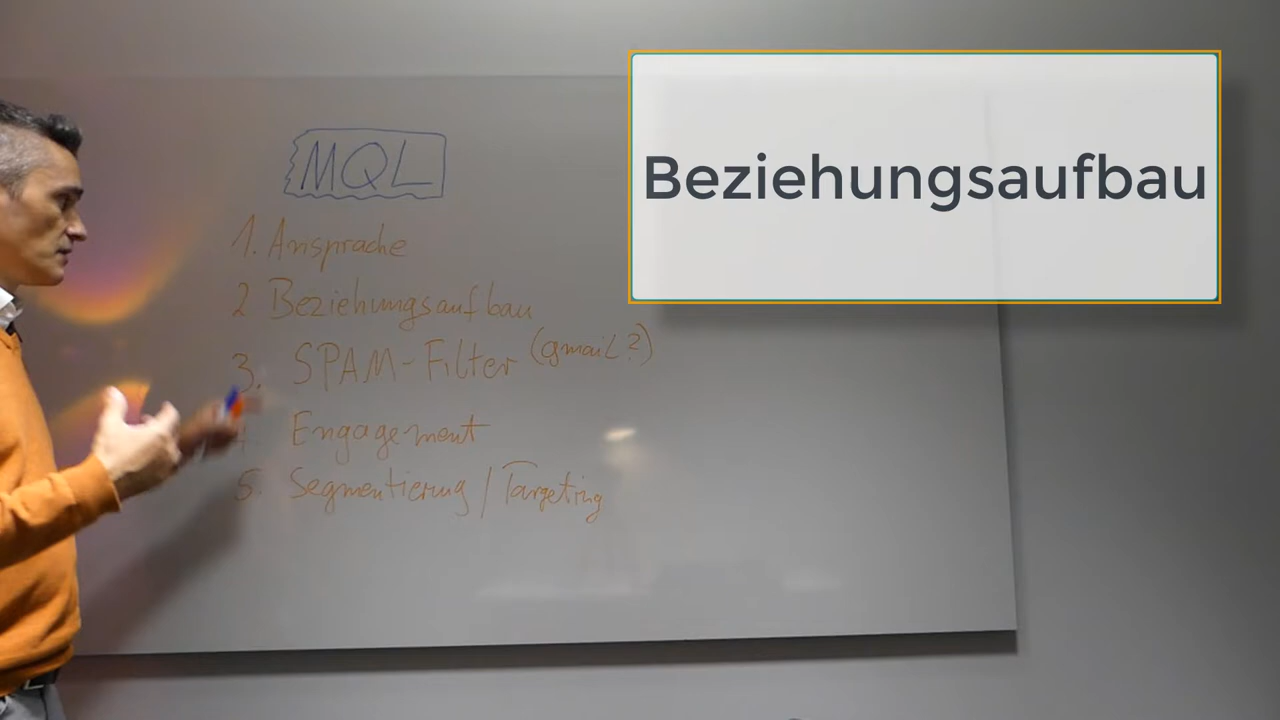 MQL
1. Ansprache
2 Beziehungsaufbau
3. SPAM-Filter (gmail?)
4. Engagement
5. Segmentierung / Targeting
Beziehungsaufbau